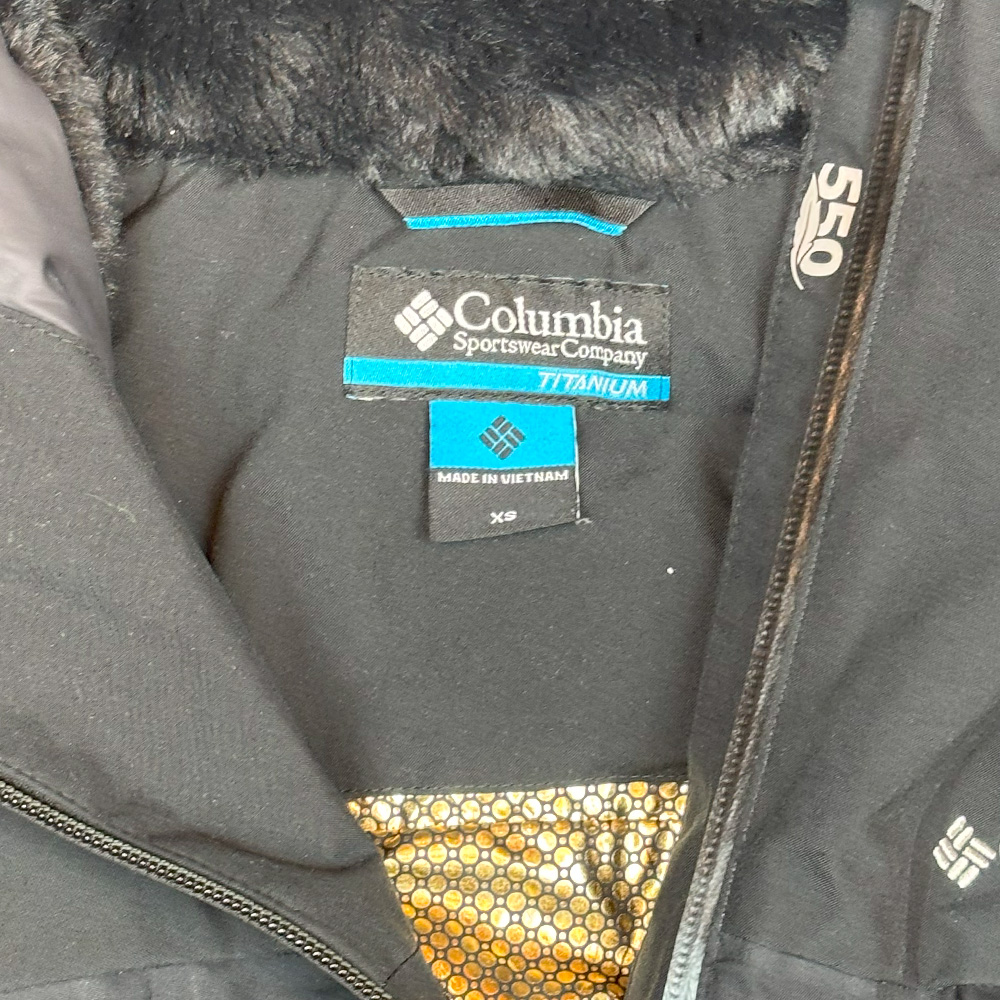 550
Columbia
Sportswear Company
TITANIUM
MADE IN VIETNAM
XS